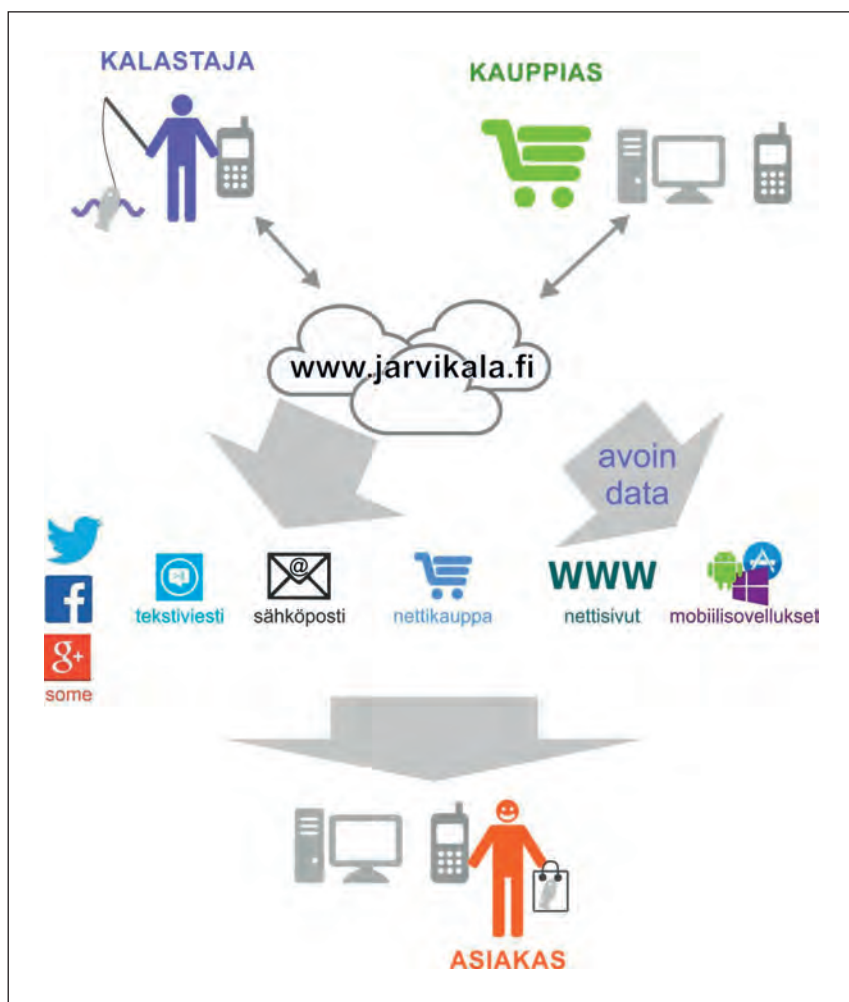 KALASTAJA
KAUPPIAS
www.jarvikala.fi
avoin
data
@
g+
tekstiviesti
sähköposti
nettikauppa
www
nettisivut
mobiilisovellukset
some
ASIAKAS